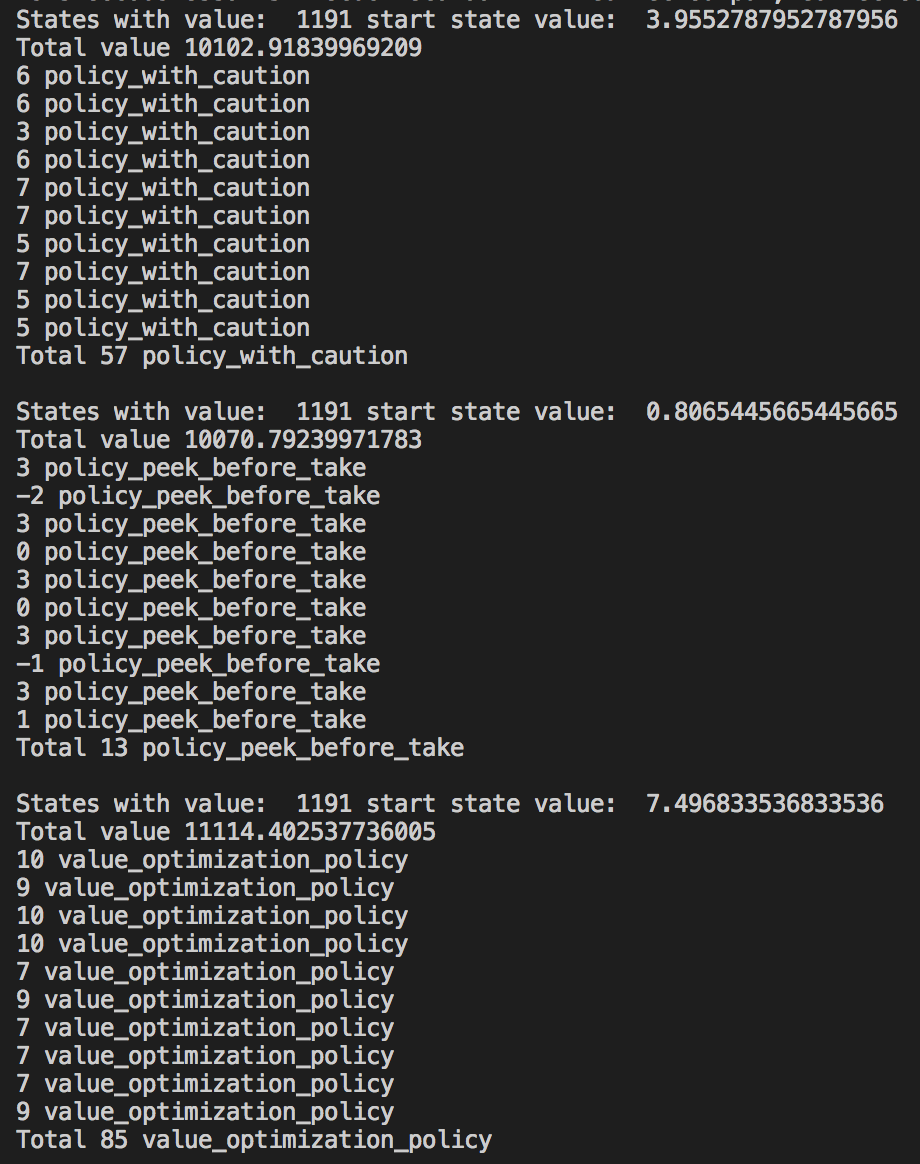 States with value:  1191 start state value:  3.9552787952787956
Total value 10102.91839969209
6 policy_with_caution
6 policy_with_caution
3 policy_with_caution
6 policy_with_caution
7 policy_with_caution
7 policy_with_caution
5 policy_with_caution
7 policy_with_caution
5 policy_with_caution
5 policy_with_caution
Total 57 policy_with_caution
States with value:  1191 start state value:  0.8065445665445665
Total value 10070.79239971783
3 policy_peek_before_take
-2 policy_peek_before_take
3 policy_peek_before_take
0 policy_peek_before_take
3 policy_peek_before_take
0 policy_peek_before_take
3 policy_peek_before_take
-1 policy_peek_before_take
3 policy_peek_before_take
1 policy_peek_before_take
Total 13 policy_peek_before_take
States with value:  1191 start state value:  7.496833536833536
Total value 11114.402537736005
10 value_optimization_policy
9 value_optimization_policy
10 value_optimization_policy
10 value_optimization_policy
7 value_optimization_policy
9 value_optimization_policy
7 value_optimization_policy
7 value_optimization_policy
7 value_optimization_policy
9 value_optimization_policy
Total 85 value_optimization_policy